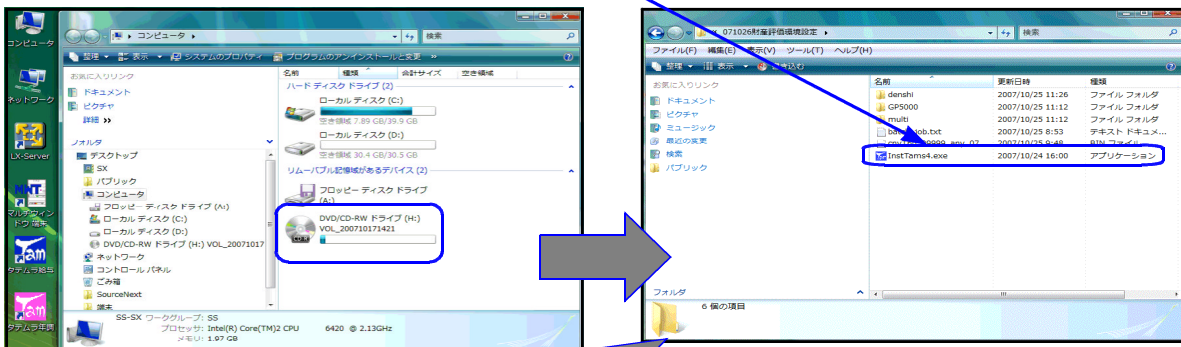 コンピュータ
コンピュータ
検索
整理 表示 システムのプロパティ プログラムのアンインストールと変更 »
お気に入りリンク
ドキュメント
ピクチャ
詳細 »
フォルダ
デスクトップ
SX
パブリック
コンピュータ
フロッピー ディスク ドライブ (A:)
ローカル ディスク (C:)
ローカル ディスク (D:)
DVD/CD-RW ドライブ (H:) VOL_20071017
ネットワーク
コントロール パネル
ごみ箱
SourceNext
端末
名前 種類 合計サイズ 空き領域
ハード ディスク ドライブ (2)
ローカル ディスク (C:)
空き領域 7.89 GB/39.9 GB
ローカル ディスク (D:)
空き領域 30.4 GB/30.5 GB
リムーバブル記憶域があるデバイス (2)
フロッピー ディスク ドライブ
(A:)
DVD/CD-RW ドライブ (H:)
VOL_200710171421
CD-R
SS-SX ワークグループ: SS
プロセッサ: Intel(R) Core(TM)2 CPU 6420 @ 2.13GHz
メモリ: 1.97 GB
ネットワーク
LX-Server
MNT
マルチウィン
ドウ 端末
Tam
タテムラ給与
Tam
タテムラ年調
071026財産評価環境設定
検索
ファイル(F) 編集(E) 表示(V) ツール(T) ヘルプ(H)
整理 表示 書き込む
お気に入りリンク
ドキュメント
ピクチャ
ミュージック
最近の変更
検索
パブリック
フォルダ
名前 更新日時 種類
denshi 2007/10/25 11:26 ファイル フォルダ
GP5000 2007/10/25 11:12 ファイル フォルダ
multi 2007/10/25 11:12 ファイル フォルダ
job.txt 2007/10/25 8:53 テキスト ドキュメ...
2007/10/25 9:48 BIN ファイル
InstTams4.exe 2007/10/24 16:00 アプリケーション
6 個の項目